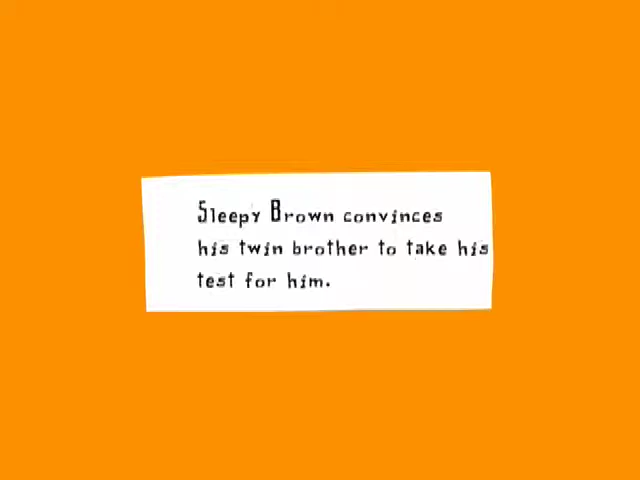 Sleepy Brown convinces
his twin brother to take his
test for him.